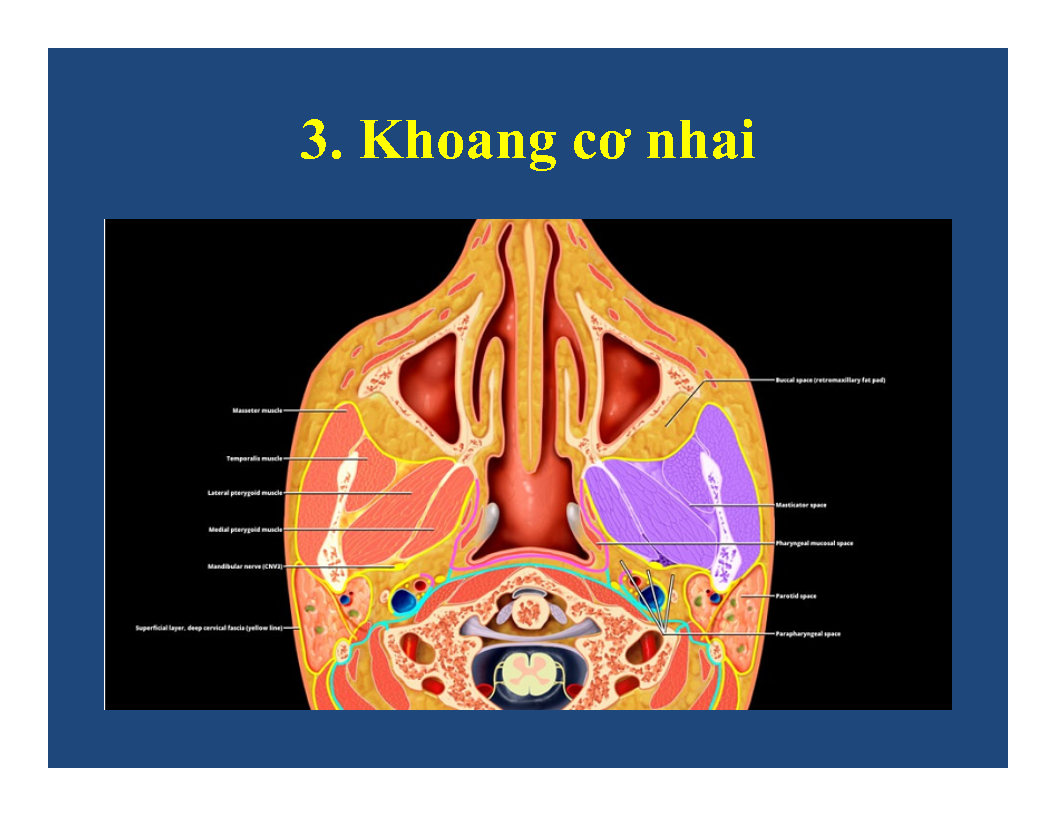 3. Khoang cơ nhai
Buccal space (retromaxillary fat pad)
Masseter muscle
Temporalis muscle
Lateral pterygoid muscle
Masticator space
Medial pterygoid muscle
Pharyngeal mucosal space
Mandibular nerve (CNV3)
Parotid space
Superficial layer, deep cervical fascia (yellow line)
Parapharyngeal space